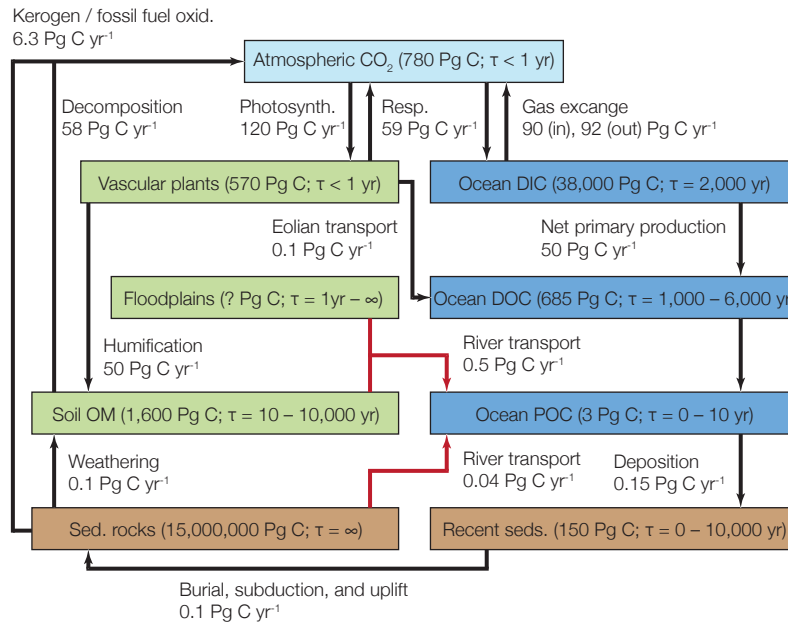 Kerogen / fossil fuel oxid.
6.3 Pg C yr⁻¹
Atmospheric CO₂ (780 Pg C; τ < 1 yr)
Decomposition
58 Pg C yr⁻¹
Photosynth.
120 Pg C yr⁻¹
Resp.
59 Pg C yr⁻¹
Gas excange
90 (in), 92 (out) Pg C yr⁻¹
Vascular plants (570 Pg C; τ < 1 yr)
Ocean DIC (38,000 Pg C; τ = 2,000 yr)
Eolian transport
0.1 Pg C yr⁻¹
Net primary production
50 Pg C yr⁻¹
Floodplains (? Pg C; τ = 1yr – ∞)
Ocean DOC (685 Pg C; τ = 1,000 – 6,000 yr
Humification
50 Pg C yr⁻¹
River transport
0.5 Pg C yr⁻¹
Soil OM (1,600 Pg C; τ = 10 – 10,000 yr)
Ocean POC (3 Pg C; τ = 0 – 10 yr)
Weathering
0.1 Pg C yr⁻¹
River transport
0.04 Pg C yr⁻¹
Deposition
0.15 Pg C yr⁻¹
Sed. rocks (15,000,000 Pg C; τ = ∞)
Recent seds. (150 Pg C; τ = 0 – 10,000 yr)
Burial, subduction, and uplift
0.1 Pg C yr⁻¹